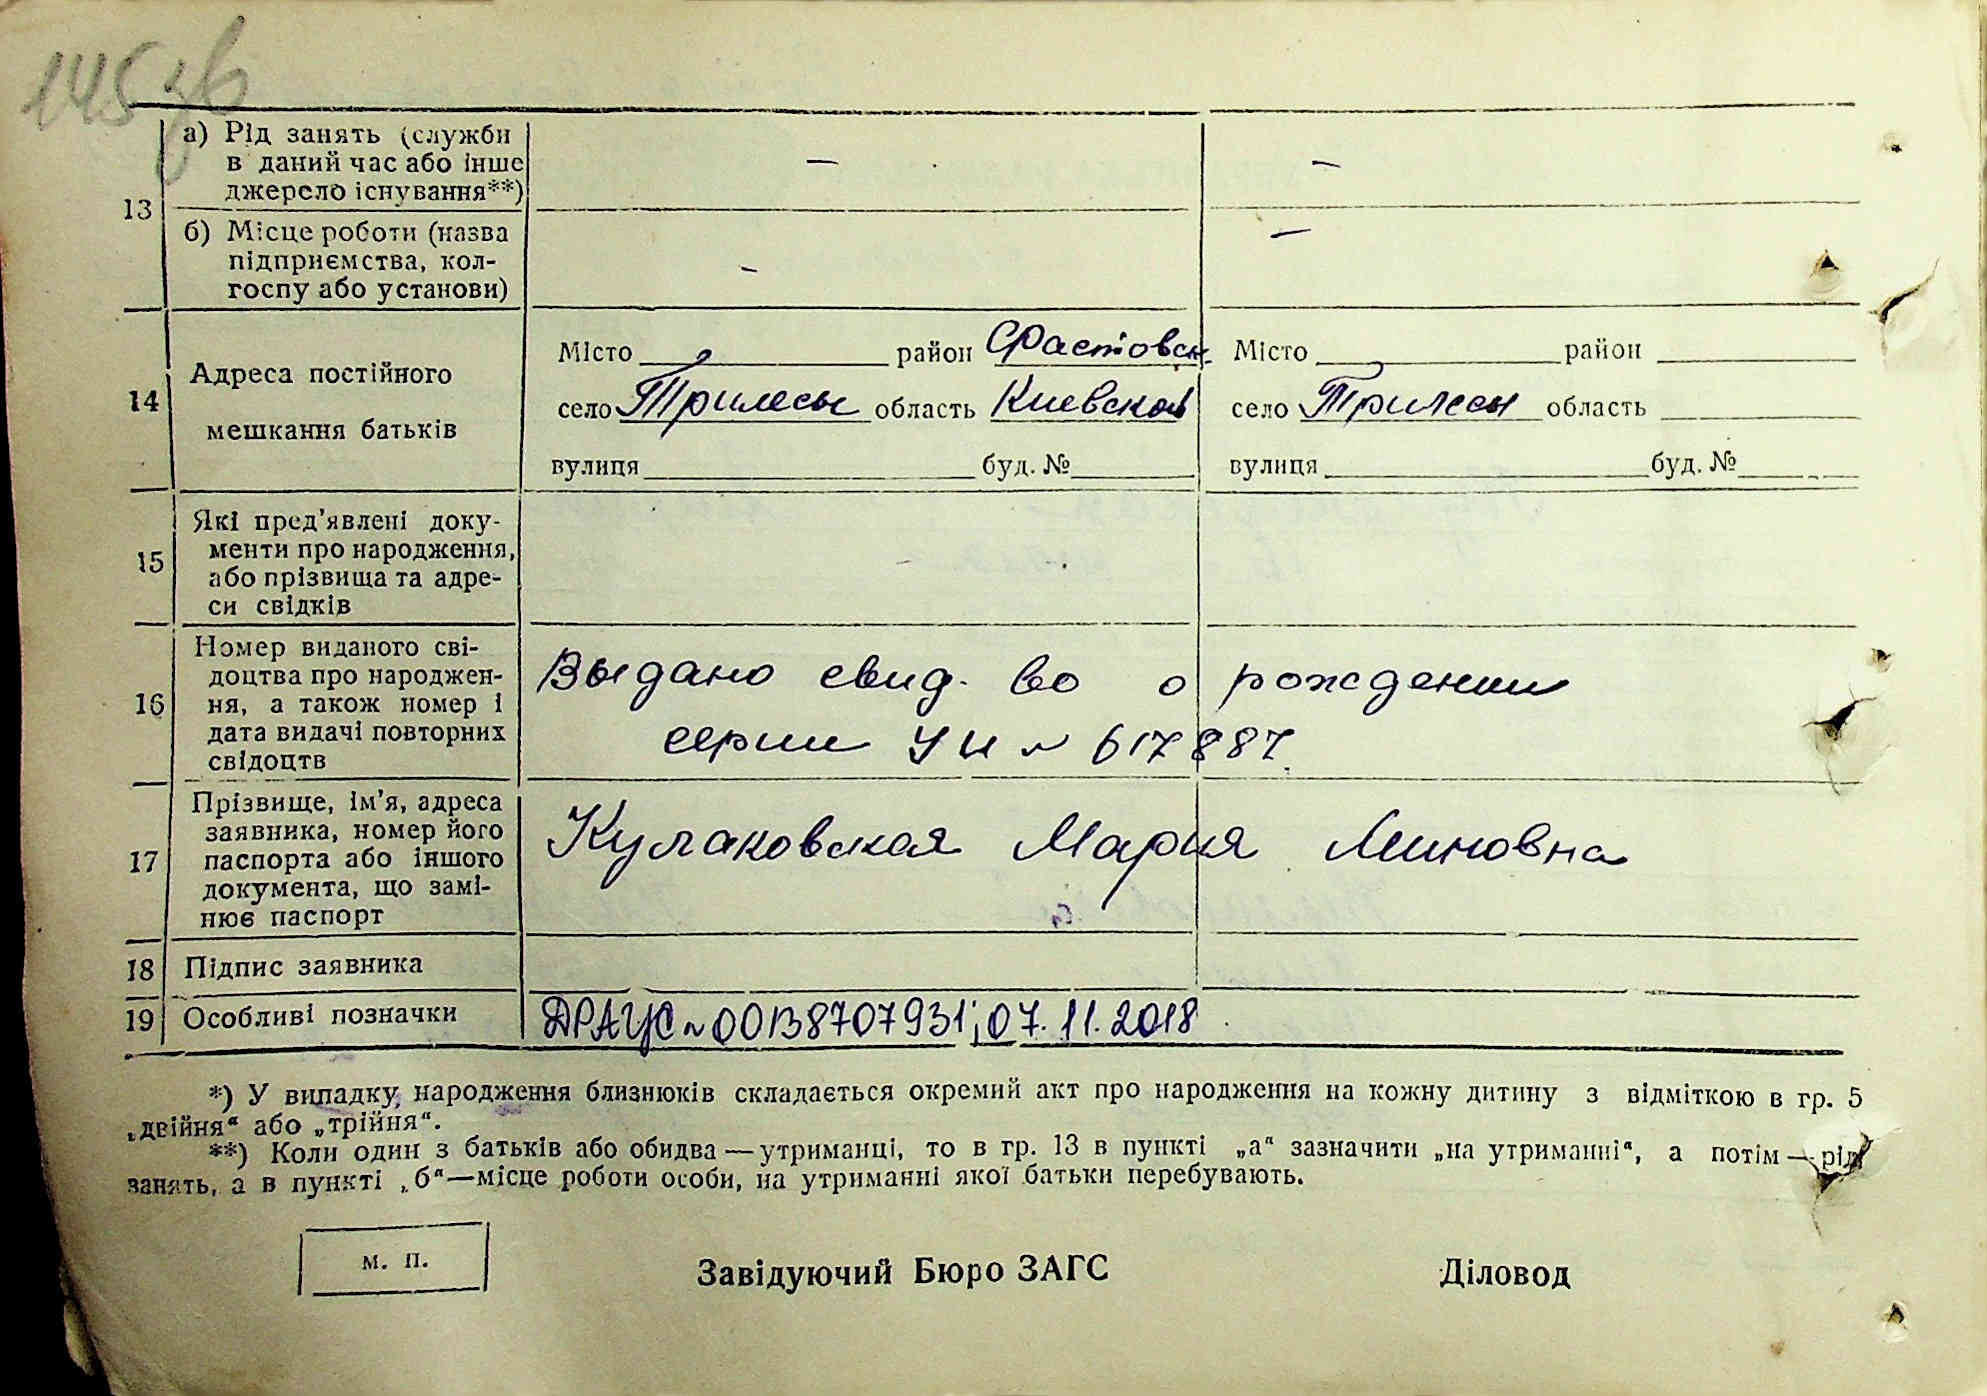 145 зв
13
а) Рід занять (служби
в даний час або інше
джерело існування**)
– –
б) Місце роботи (назва
підприємства, кол-
госпу або установи)
– –
14
Адреса постійного
мешкання батьків
Місто район Фастовск. Місто район
село Трилесы область Киевской село Трилесы область
вулиця буд. № вулиця буд. №
15
Які пред’явлені доку-
менти про народження,
або прізвища та адре-
си свідків
16
Номер виданого сві-
доцтва про народжен-
ня, а також номер і
дата видачі повторних
свідоцтв
Выдано свид-во о рождении
серии УИ № 617887.
17
Прізвище, ім’я, адреса
заявника, номер його
паспорта або іншого
документа, що замі-
нює паспорт
Кулаковская Мария Миновна
18 Підпис заявника
19 Особливі позначки ДРАЦС № 00138707931; 07.11.2018
*) У випадку народження близнюків складається окремий акт про народження на кожну дитину з відміткою в гр. 5
„двійня“ або „трійня“.
**) Коли один з батьків або обидва — утриманці, то в гр. 13 в пункті „а“ зазначити „на утриманні“, а потім — рід
занять, а в пункті „б“—місце роботи особи, на утриманні якої батьки перебувають.
м. п. Завідуючий Бюро ЗАГС Діловод